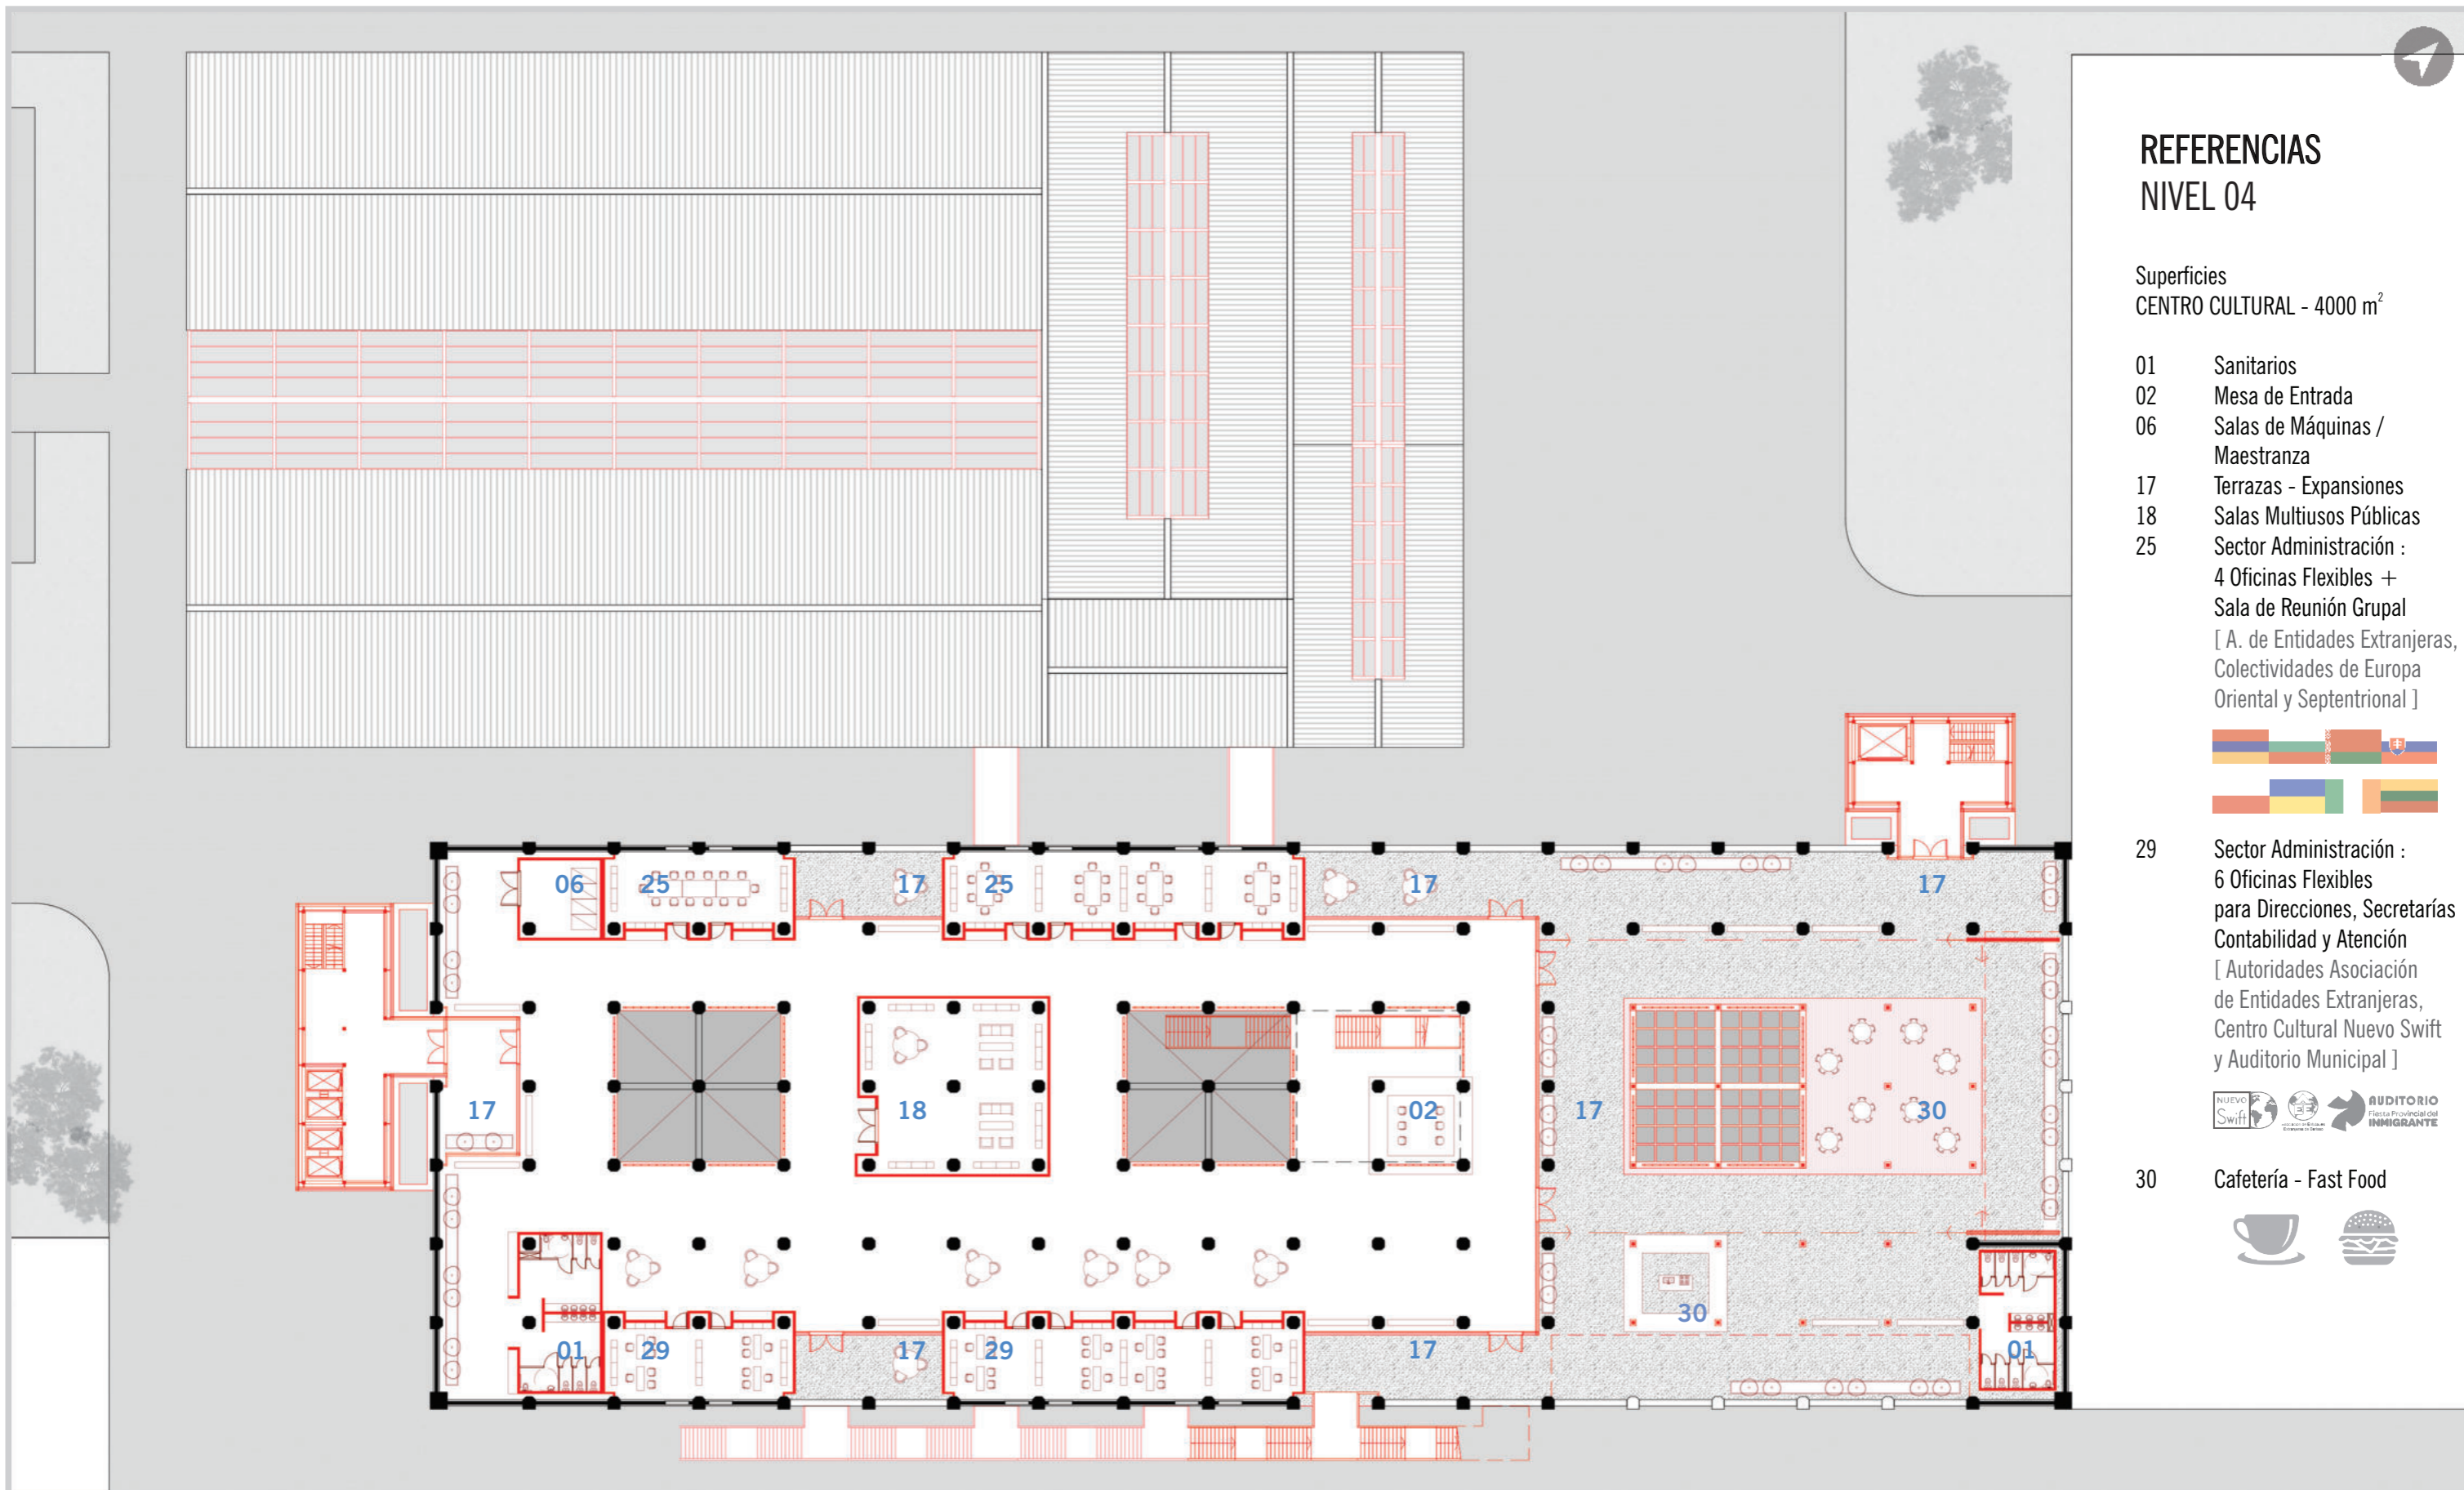 REFERENCIAS
NIVEL 04
Superficies
CENTRO CULTURAL - 4000 m²
01 Sanitarios
02 Mesa de Entrada
06 Salas de Máquinas /
Maestranza
17 Terrazas - Expansiones
18 Salas Multiusos Públicas
25 Sector Administración :
4 Oficinas Flexibles +
Sala de Reunión Grupal
[ A. de Entidades Extranjeras,
Colectividades de Europa
Oriental y Septentrional ]
29 Sector Administración :
6 Oficinas Flexibles
para Direcciones, Secretarías
Contabilidad y Atención
[ Autoridades Asociación
de Entidades Extranjeras,
Centro Cultural Nuevo Swift
y Auditorio Municipal ]
NUEVO
Swift
AUDITORIO
Fiesta Provincial del
INMIGRANTE
30 Cafetería - Fast Food
06 25 17 25 17 17
17 18 02 17 30
30
01 29 17 29 17 01